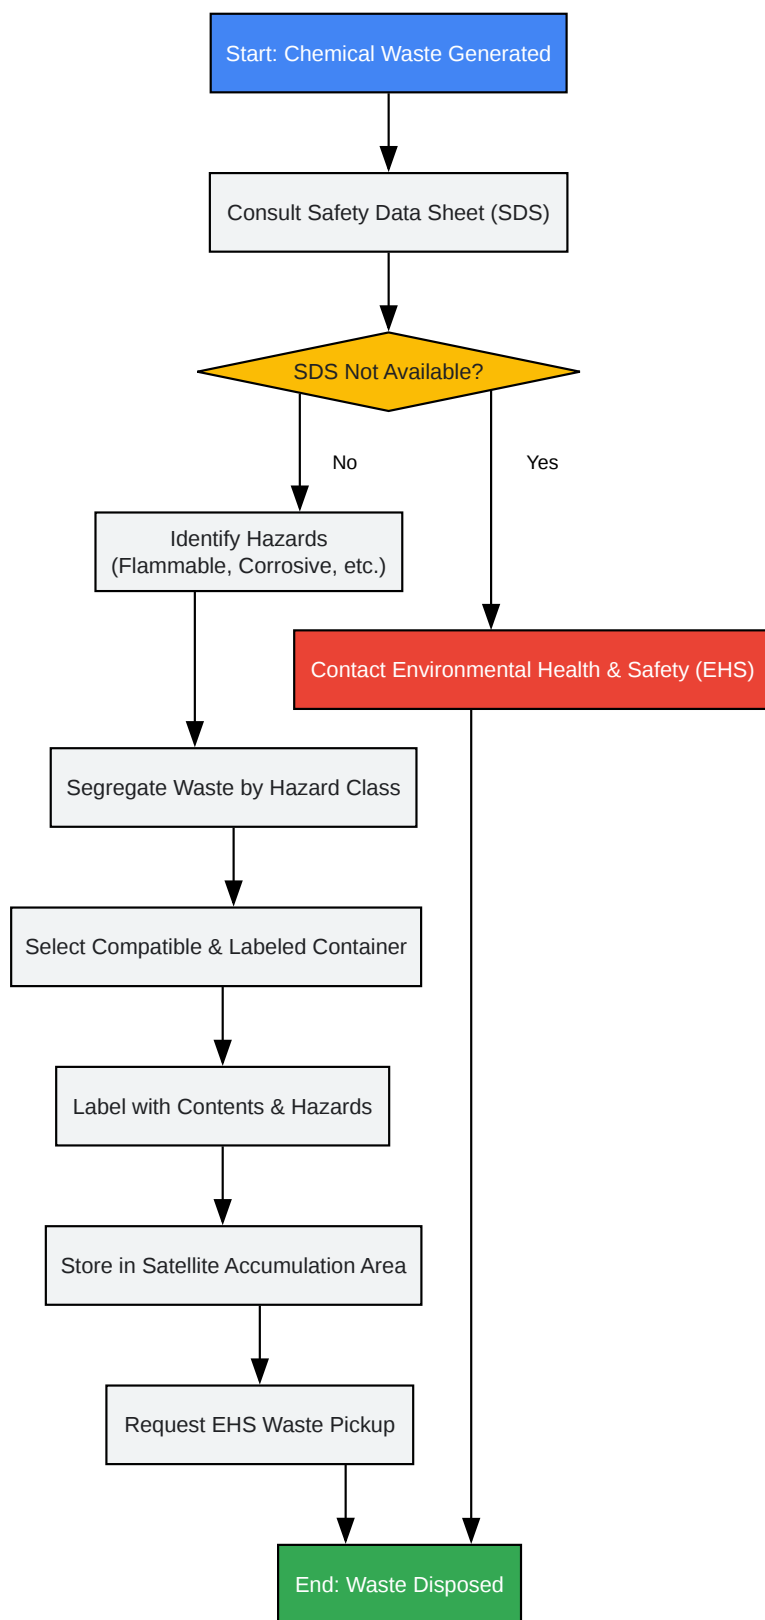 Start: Chemical Waste Generated
Consult Safety Data Sheet (SDS)
SDS Not Available?
No
Yes
Identify Hazards
(Flammable, Corrosive, etc.)
Contact Environmental Health & Safety (EHS)
Segregate Waste by Hazard Class
Select Compatible & Labeled Container
Label with Contents & Hazards
Store in Satellite Accumulation Area
Request EHS Waste Pickup
End: Waste Disposed